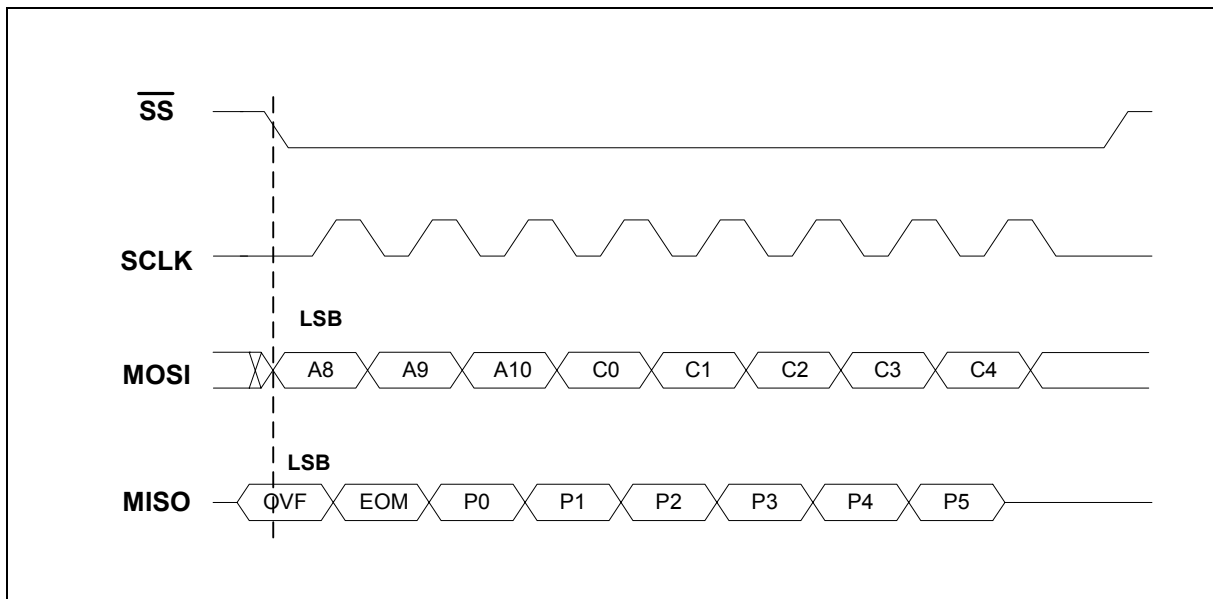 SS
SCLK
LSB
MOSI A8 A9 A10 C0 C1 C2 C3 C4
LSB
MISO OVF EOM P0 P1 P2 P3 P4 P5